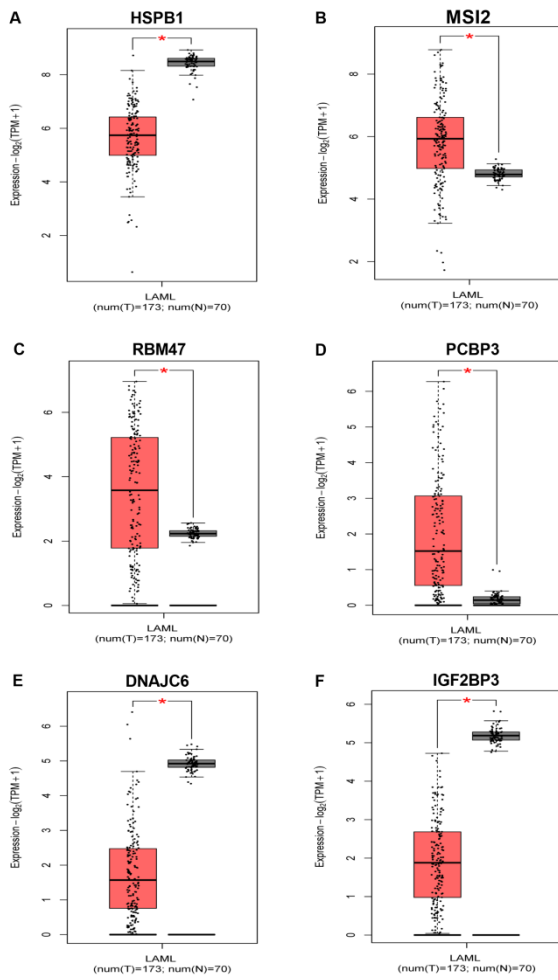 A
HSPB1
*
Expression – log₂(TPM+1)
8
6
4
2
LAML
(num(T)=173; num(N)=70)
B
MSI2
*
Expression – log₂(TPM+1)
8
6
4
2
LAML
(num(T)=173; num(N)=70)
C
RBM47
*
Expression – log₂(TPM+1)
6
4
2
0
LAML
(num(T)=173; num(N)=70)
D
PCBP3
*
Expression – log₂(TPM+1)
6
5
4
3
2
1
0
LAML
(num(T)=173; num(N)=70)
E
DNAJC6
*
Expression – log₂(TPM+1)
6
5
4
3
2
1
0
LAML
(num(T)=173; num(N)=70)
F
IGF2BP3
*
Expression – log₂(TPM+1)
6
5
4
3
2
1
0
LAML
(num(T)=173; num(N)=70)